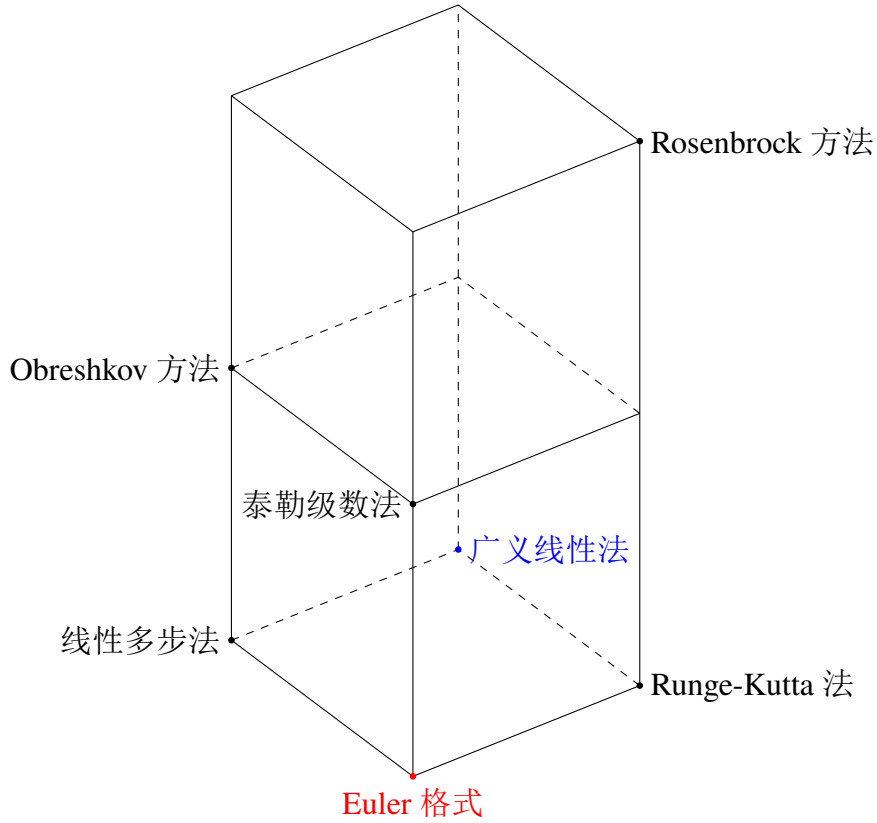 Rosenbrock 方法
Obreshkov 方法
泰勒级数法
广义线性法
线性多步法
Runge-Kutta 法
Euler 格式